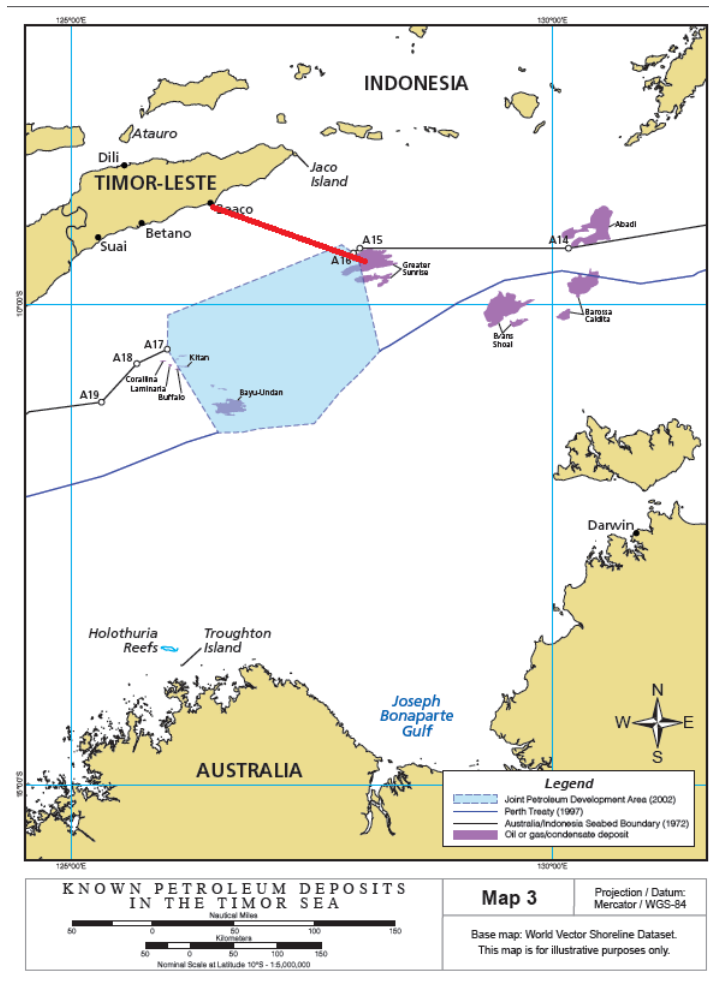 125°00'E
130°00'E
INDONESIA
Atauro
Dili
Jaco
Island
TIMOR-LESTE
Beaço
Betano
Suai
Abadi
A15
A14
A16
Greater
Sunrise
10°00'S
Barossa
Caldita
Evans
Shoal
A17
A18
Kitan
Corallina
Laminaria
Buffalo
A19
Bayu-Undan
Darwin
Holothuria
Reefs
Troughton
Island
Joseph
Bonaparte
Gulf
N
W
E
S
AUSTRALIA
15°00'S
Legend
Joint Petroleum Development Area (2002)
Perth Treaty (1997)
Australia/Indonesia Seabed Boundary (1972)
Oil or gas/condensate deposit
125°00'E
130°00'E
KNOWN PETROLEUM DEPOSITS
IN THE TIMOR SEA
Nautical Miles
50 0 50 100 150
Kilometers
50 0 50 100 150
Nominal Scale at Latitude 10°S - 1:5,000,000
Map 3
Projection / Datum:
Mercator / WGS-84
Base map: World Vector Shoreline Dataset.
This map is for illustrative purposes only.